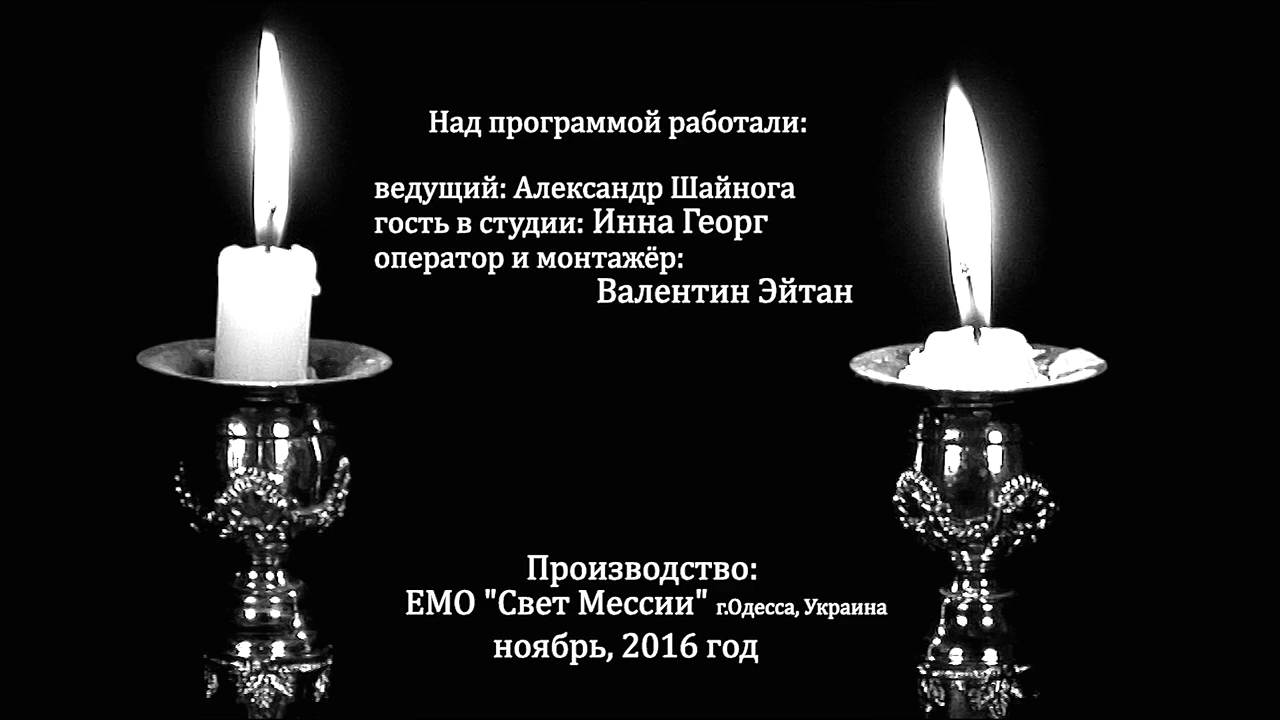 Над программой работали:
ведущий: Александр Шайнога
гость в студии: Инна Георг
оператор и монтажёр:
Валентин Эйтан
Производство:
ЕМО "Свет Мессии" г.Одесса, Украина
ноябрь, 2016 год